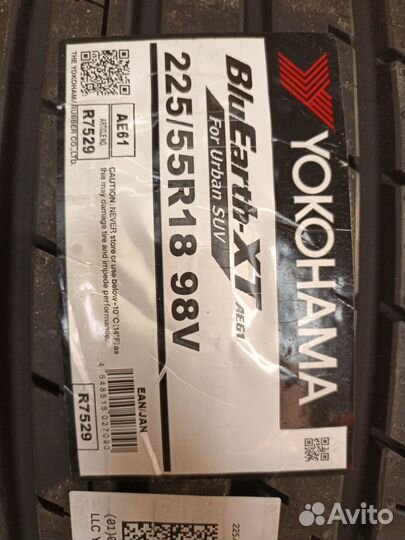 YOKOHAMA
BluEarth-XT AE61
For Urban SUV
225/55R18 98V
AE61
ARTICLE NO.
R7529
THE YOKOHAMA RUBBER CO., LTD.
CAUTION: NEVER store or use below -10°C (14°F) as
this may damage tire and impede performance.
EAN/JAN
4 548515 027090
R7529
Avito